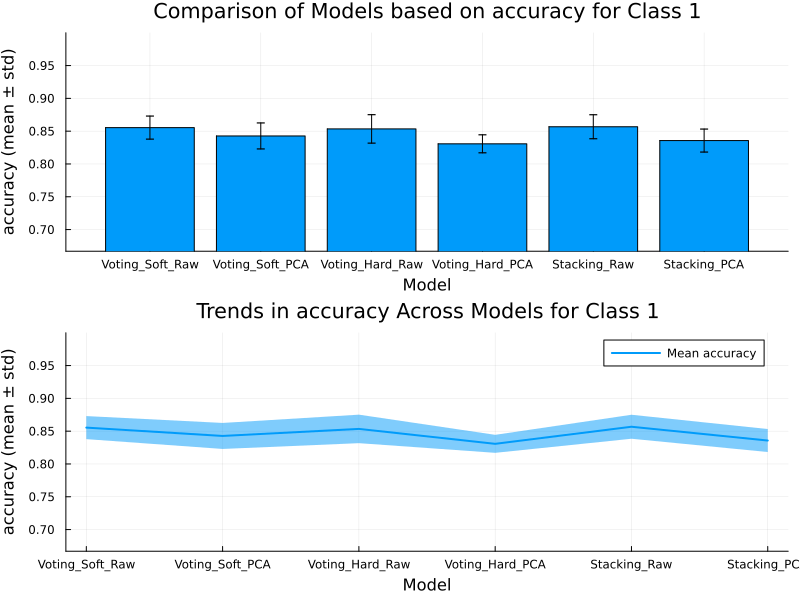 Comparison of Models based on accuracy for Class 1
accuracy (mean ± std)
0.95
0.90
0.85
0.80
0.75
0.70
Voting_Soft_Raw Voting_Soft_PCA Voting_Hard_Raw Voting_Hard_PCA Stacking_Raw Stacking_PCA
Model
Trends in accuracy Across Models for Class 1
accuracy (mean ± std)
Mean accuracy
0.95
0.90
0.85
0.80
0.75
0.70
Voting_Soft_Raw Voting_Soft_PCA Voting_Hard_Raw Voting_Hard_PCA Stacking_Raw Stacking_PC
Model